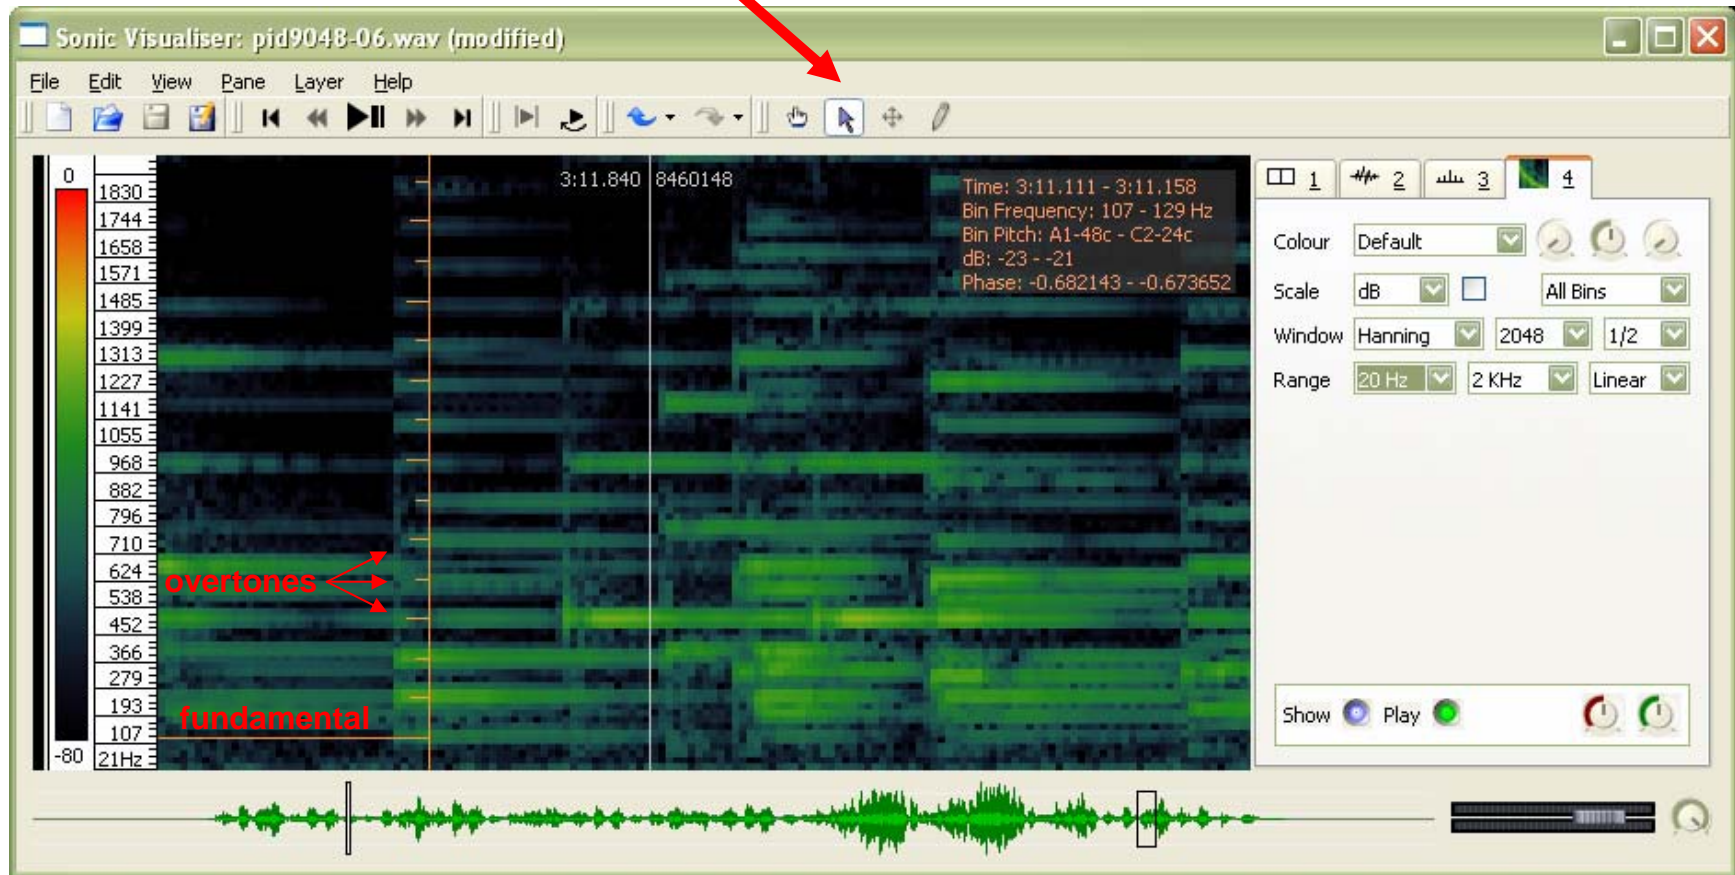 Sonic Visualiser: pid9048-06.wav (modified)
File Edit View Pane Layer Help
0
1830
1744
1658
1571
1485
1399
1313
1227
1141
1055
968
882
796
710
624
538
452
366
279
193
107
21Hz
-80
3:11.840 8460148
Time: 3:11.111 - 3:11.158
Bin Frequency: 107 - 129 Hz
Bin Pitch: A1-48c - C2-24c
dB: -23 - -21
Phase: -0.682143 - -0.673652
overtones
fundamental
1 2 3 4
Colour Default
Scale dB All Bins
Window Hanning 2048 1/2
Range 20 Hz 2 KHz Linear
Show Play